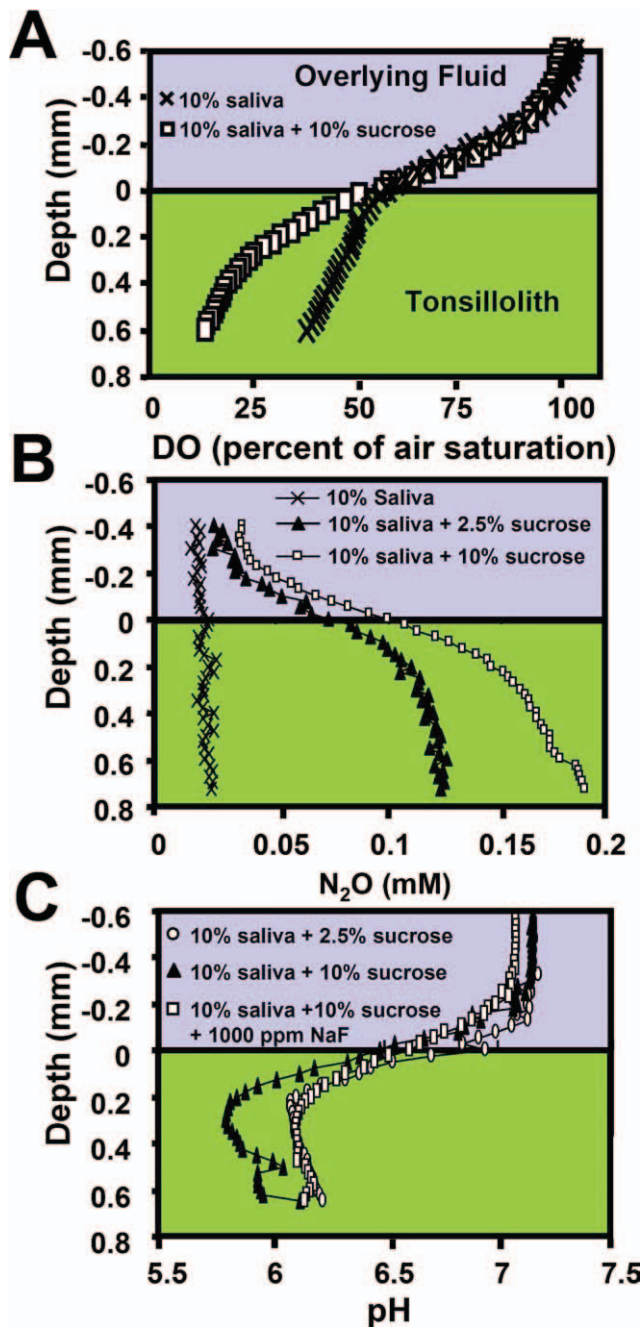 A
-0.6
-0.4
-0.2
0
0.2
0.4
0.6
0.8
Depth (mm)
Overlying Fluid
10% saliva
10% saliva + 10% sucrose
Tonsillolith
0 25 50 75 100
DO (percent of air saturation)
B
-0.6
-0.4
-0.2
0
0.2
0.4
0.6
0.8
Depth (mm)
10% Saliva
10% saliva + 2.5% sucrose
10% saliva + 10% sucrose
0 0.05 0.1 0.15 0.2
N₂O (mM)
C
-0.6
-0.4
-0.2
0
0.2
0.4
0.6
0.8
Depth (mm)
10% saliva + 2.5% sucrose
10% saliva + 10% sucrose
10% saliva +10% sucrose
+ 1000 ppm NaF
5.5 6 6.5 7 7.5
pH